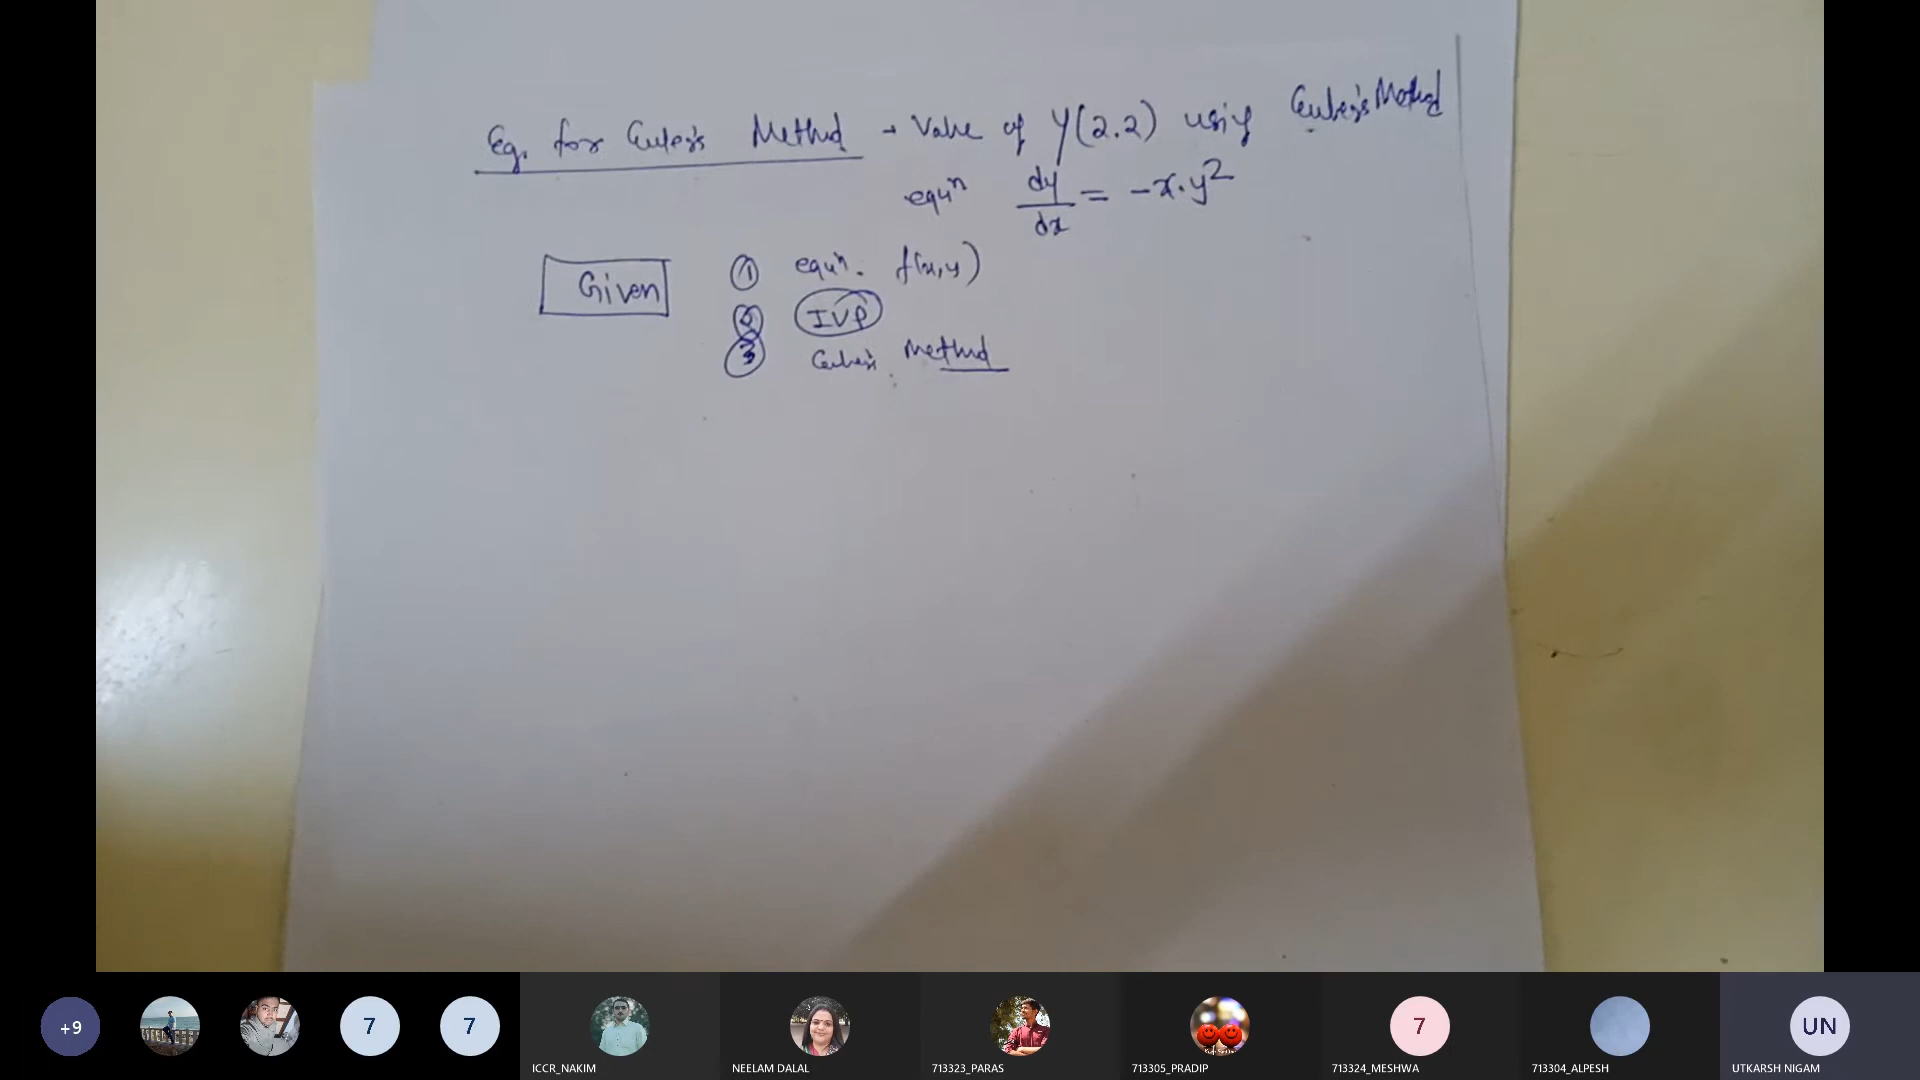 Eg. for Euler's Method → Value of y(2.2) using Euler's Method
equⁿ dy/dx = -x.y²
Given
① equⁿ. f(x,y)
② IVP
③ Euler's Method
+9
7
7
ICCR_NAKIM
NEELAM DALAL
713323_PARAS
713305_PRADIP
7
713324_MESHWA
713304_ALPESH
UN
UTKARSH NIGAM